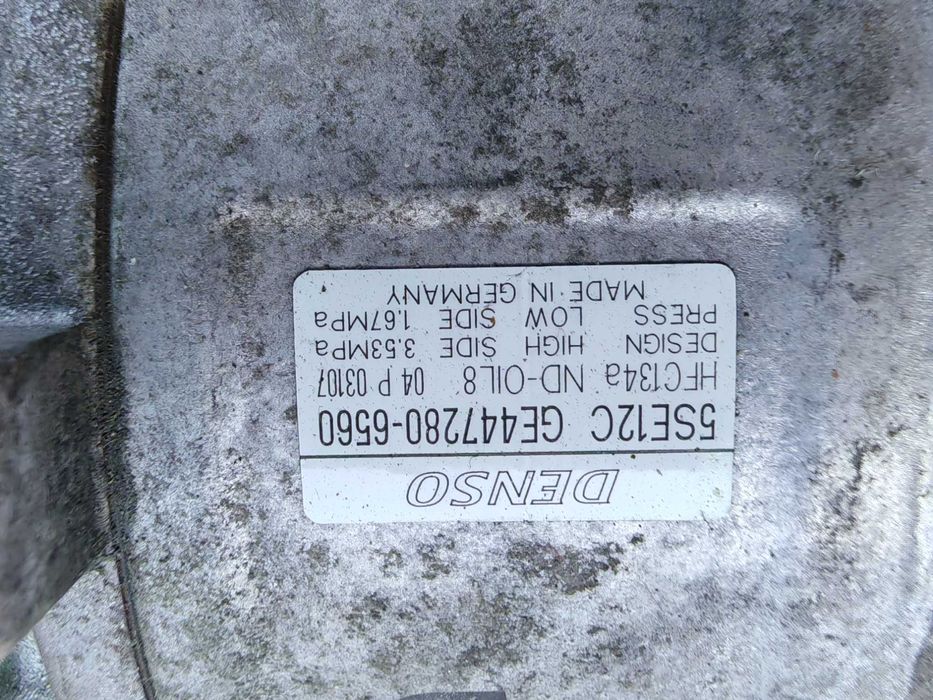 DENSO
5SE12C GE447280-6560
HFC134a ND-OIL8 04 P 03107
DESIGN HIGH SIDE 3.53MPa
PRESS LOW SIDE 1.67MPa
MADE IN GERMANY